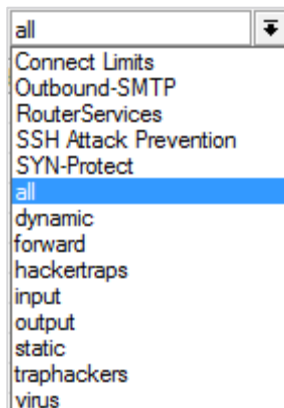 all
Connect Limits
Outbound-SMTP
RouterServices
SSH Attack Prevention
SYN-Protect
all
dynamic
forward
hackertraps
input
output
static
traphackers
virus